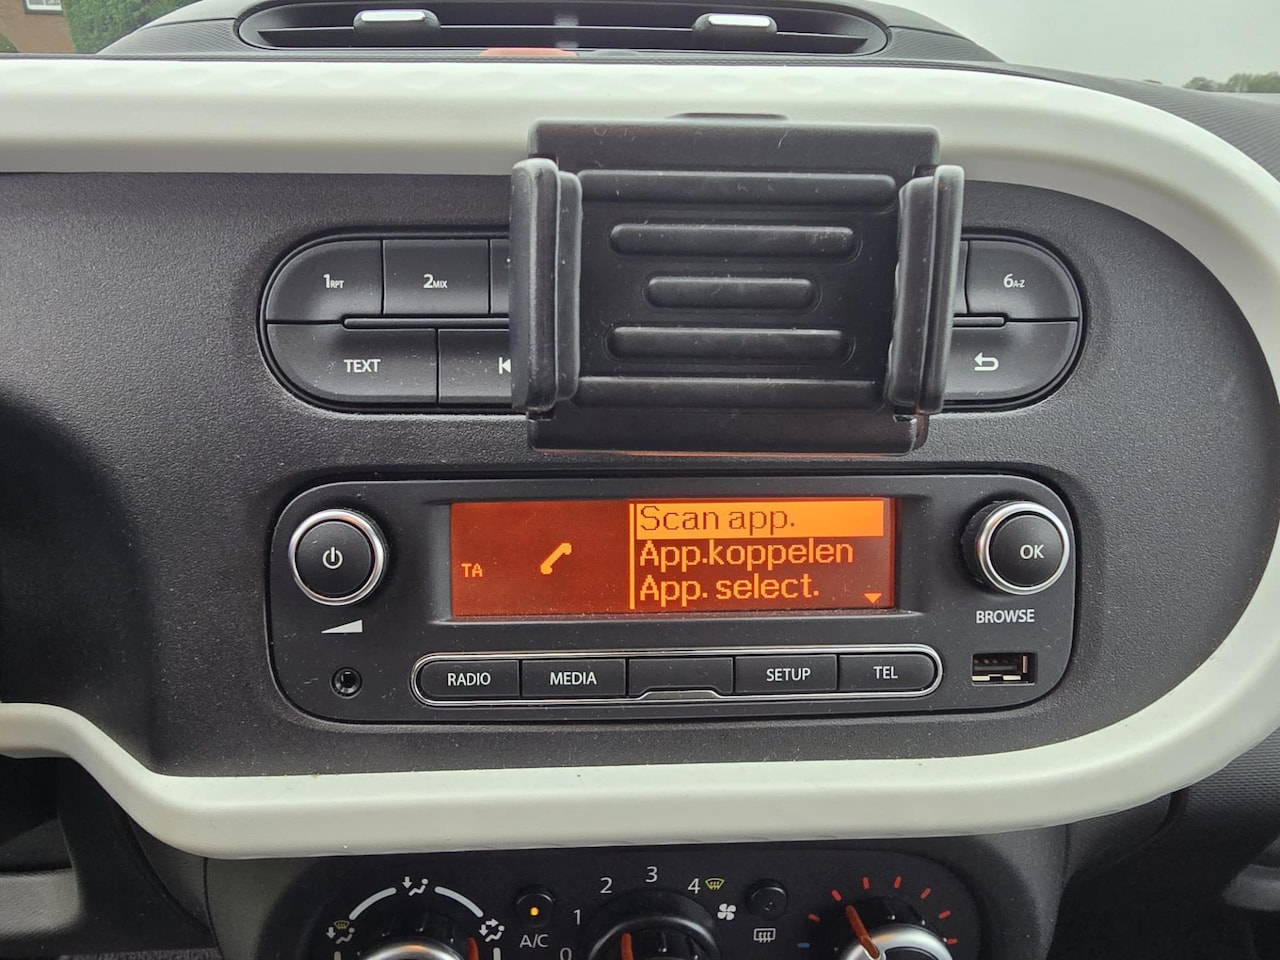 1RPT
2MIX
6A-Z
TEXT
Scan app.
App.koppelen
App. select.
TA
OK
BROWSE
RADIO
MEDIA
SETUP
TEL
0
1
2
3
4
A/C